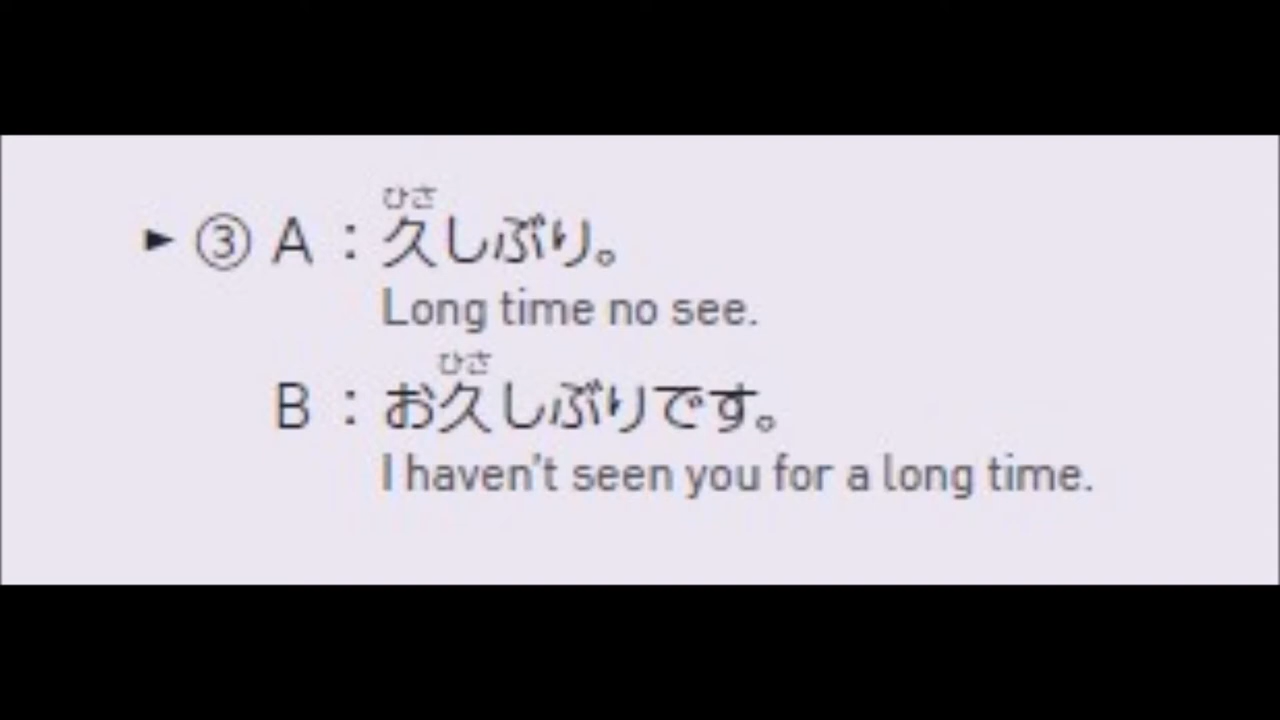 ► ③ A：久しぶり。
ひさ
Long time no see.
B：お久しぶりです。
ひさ
I haven't seen you for a long time.